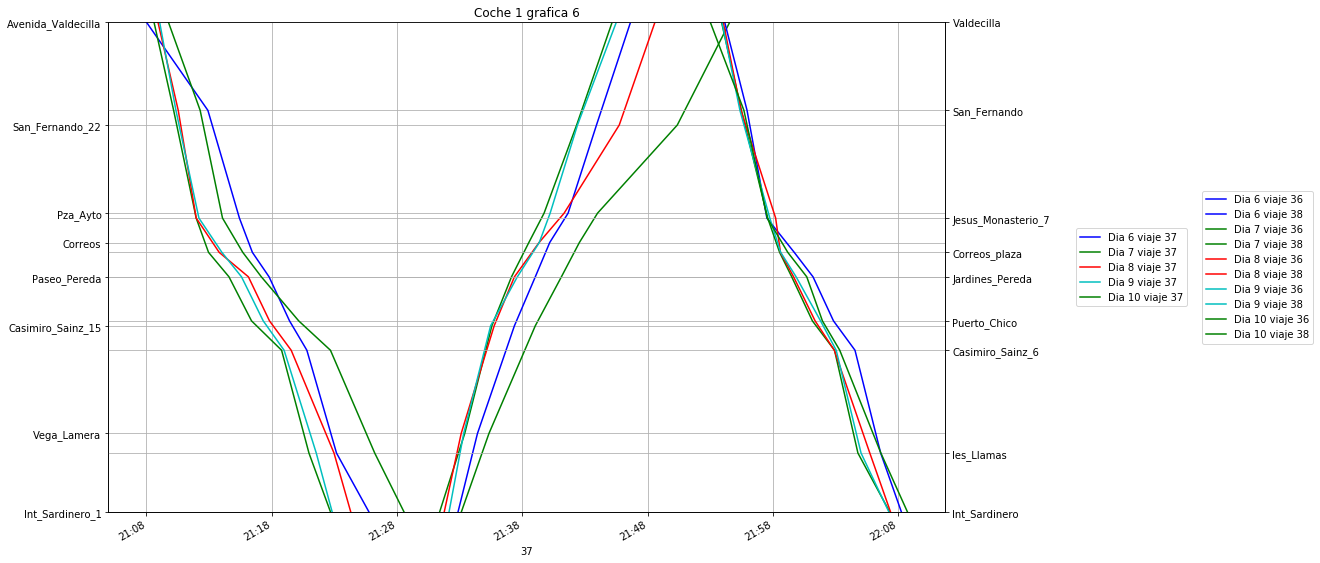 Coche 1 grafica 6
Avenida_Valdecilla
San_Fernando_22
Pza_Ayto
Correos
Paseo_Pereda
Casimiro_Sainz_15
Vega_Lamera
Int_Sardinero_1
Valdecilla
San_Fernando
Jesus_Monasterio_7
Correos_plaza
Jardines_Pereda
Puerto_Chico
Casimiro_Sainz_6
Ies_Llamas
Int_Sardinero
21:08
21:18
21:28
21:38
21:48
21:58
22:08
37
Dia 6 viaje 37
Dia 7 viaje 37
Dia 8 viaje 37
Dia 9 viaje 37
Dia 10 viaje 37
Dia 6 viaje 36
Dia 6 viaje 38
Dia 7 viaje 36
Dia 7 viaje 38
Dia 8 viaje 36
Dia 8 viaje 38
Dia 9 viaje 36
Dia 9 viaje 38
Dia 10 viaje 36
Dia 10 viaje 38